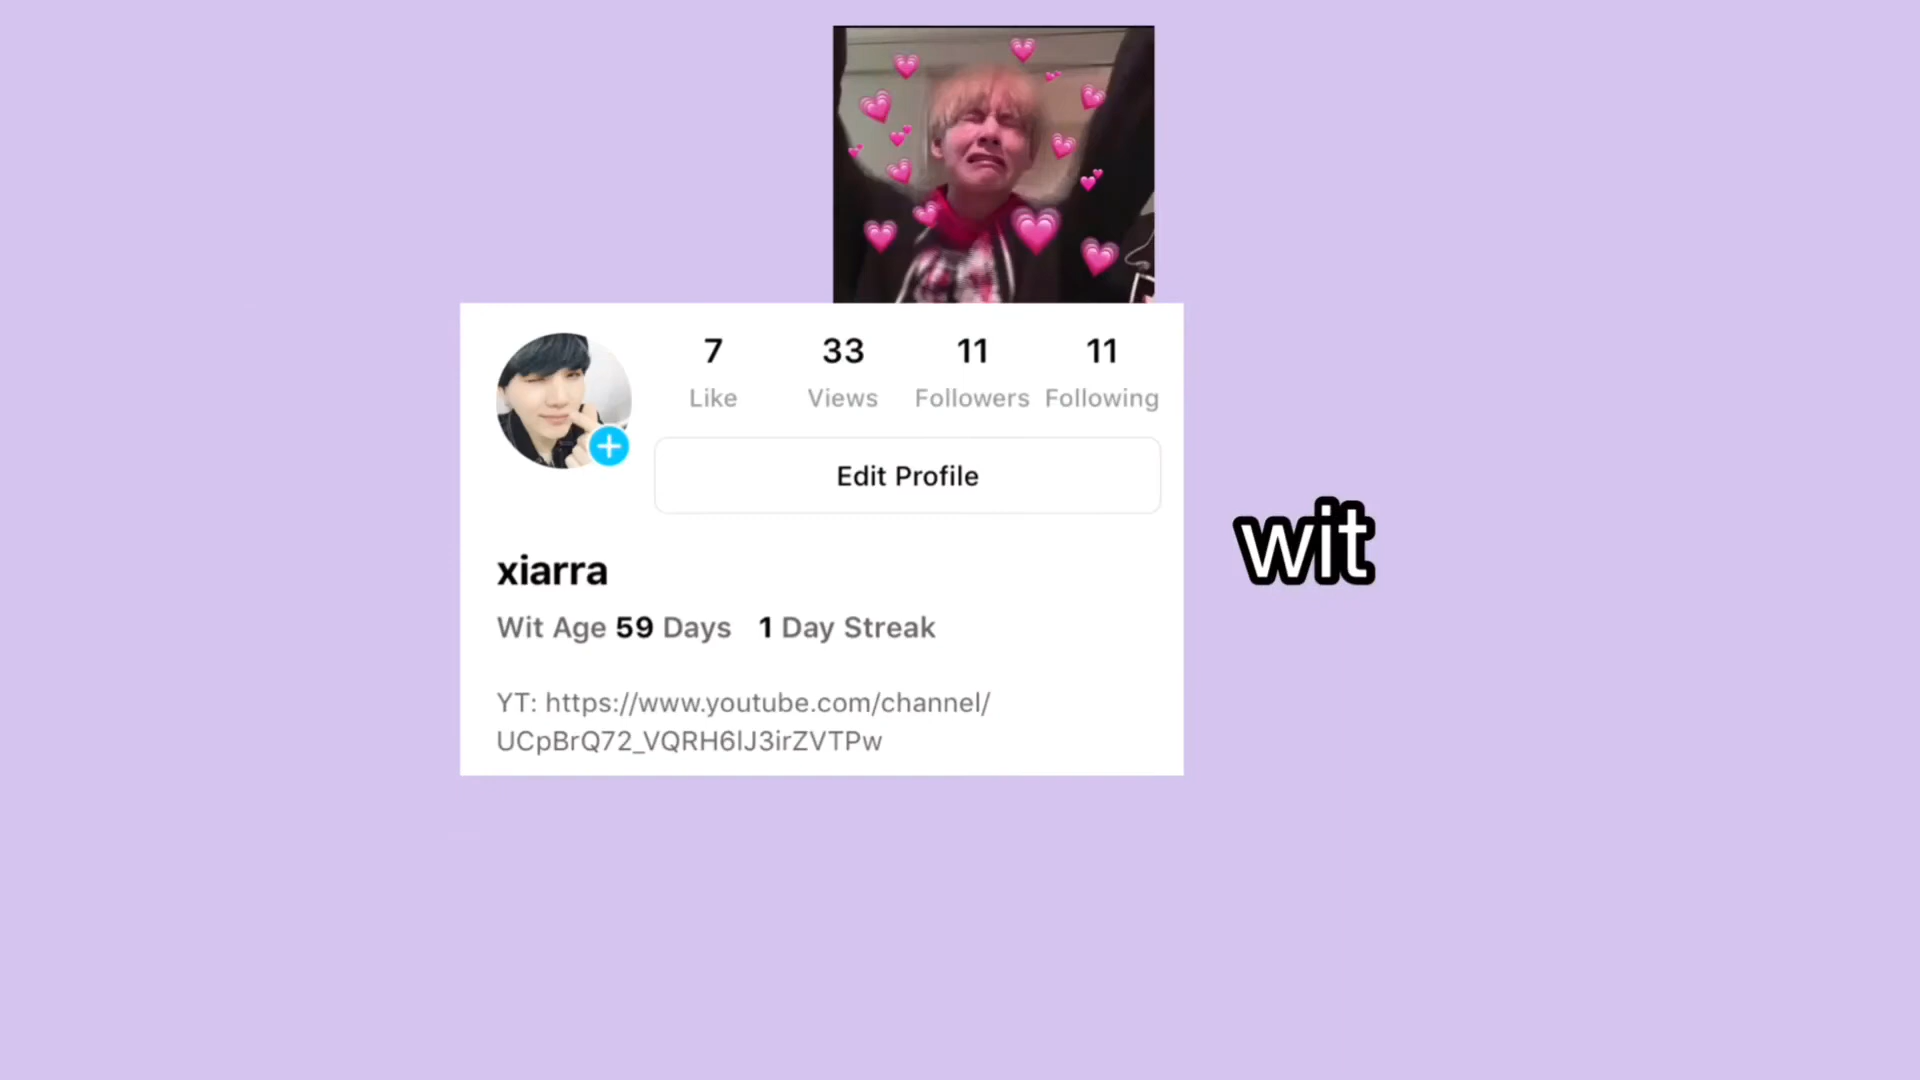 7 33 11 11
Like Views Followers Following
Edit Profile
xiarra
wit
Wit Age 59 Days 1 Day Streak
YT: https://www.youtube.com/channel/
UCpBrQ72_VQRH6lJ3irZVTPw